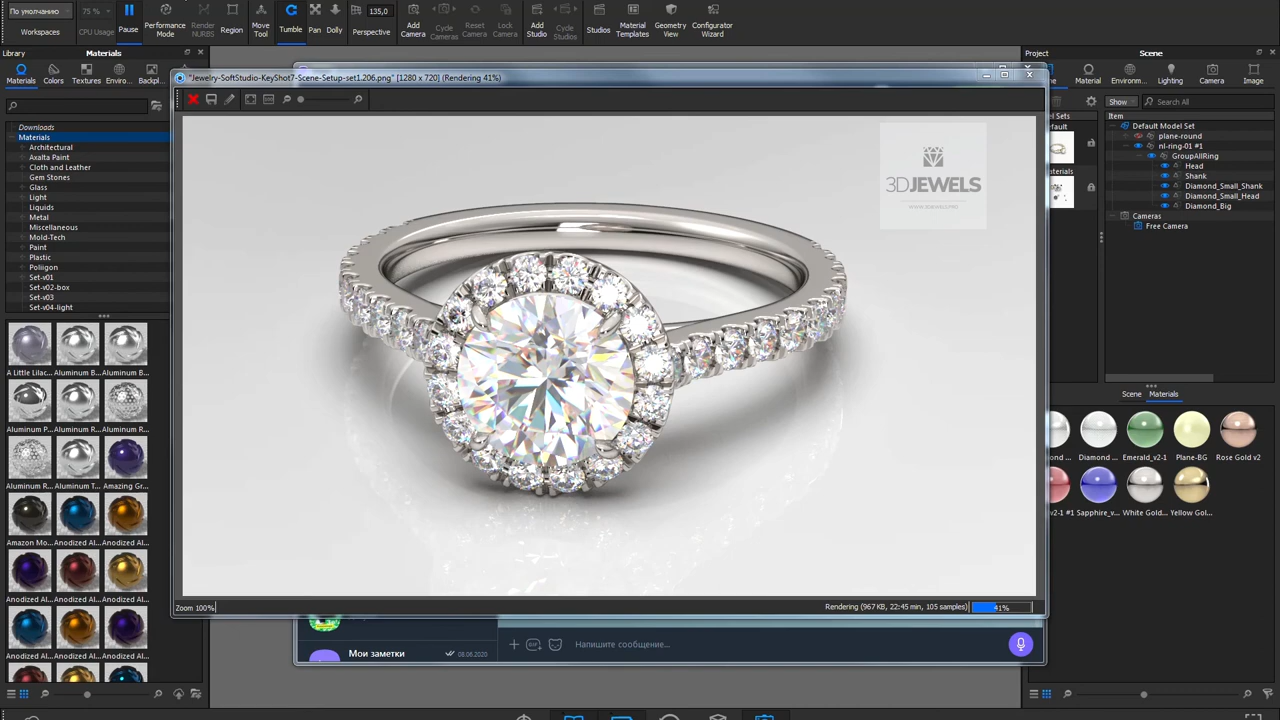 По умолчанию
75 %
135,0
Workspaces
CPU Usage
Pause
Performance
Mode
Render
NURBS
Region
Move
Tool
Tumble
Pan
Dolly
Perspective
Add
Camera
Cycle
Cameras
Reset
Camera
Lock
Camera
Add
Studio
Cycle
Studios
Studios
Material
Templates
Geometry
View
Configurator
Wizard
Library
Materials
Materials
Colors
Textures
Enviro...
Backpl...
Downloads
Materials
Architectural
Axalta Paint
Cloth and Leather
Gem Stones
Glass
Light
Liquids
Metal
Miscellaneous
Mold-Tech
Paint
Plastic
Poliigon
Set-v01
Set-v02-box
Set-v03
Set-v04-light
A Little Lilac...
Aluminum B...
Aluminum B...
Aluminum P...
Aluminum R...
Aluminum R...
Aluminum R...
Aluminum T...
Amazing Gr...
Amazon Mo...
Anodized Al...
Anodized Al...
Anodized Al...
Anodized Al...
Anodized Al...
Anodized Al...
Anodized Al...
Anodized Al...
"Jewelry-SoftStudio-KeyShot7-Scene-Setup-set1.206.png" [1280 x 720] (Rendering 41%)
3DJEWELS
Zoom 100%
Rendering (967 KB, 22:45 min, 105 samples)
41%
Мои заметки
08.06.2020
Напишите сообщение...
Project
Scene
Material
Environm...
Lighting
Camera
Image
Show
Search All
Item
Default Model Set
plane-round
nl-ring-01 #1
GroupAllRing
Head
Shank
Diamond_Small_Shank
Diamond_Small_Head
Diamond_Big
Cameras
Free Camera
Scene
Materials
Diamond ...
Emerald_v2-1
Plane-BG
Rose Gold v2
v2-1 #1
Sapphire_v...
White Gold...
Yellow Gol...